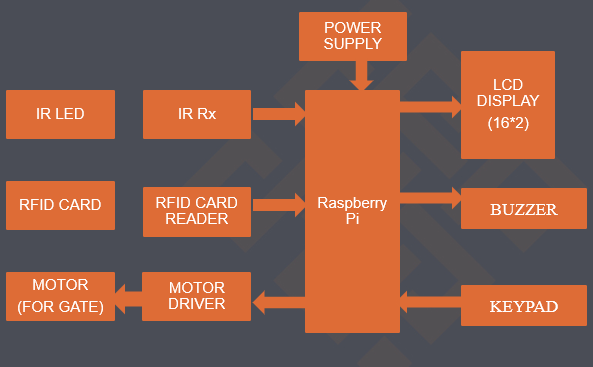 POWER
SUPPLY
LCD
DISPLAY
(16*2)
IR LED
IR Rx
RFID CARD
RFID CARD
READER
Raspberry
Pi
BUZZER
MOTOR
(FOR GATE)
MOTOR
DRIVER
KEYPAD